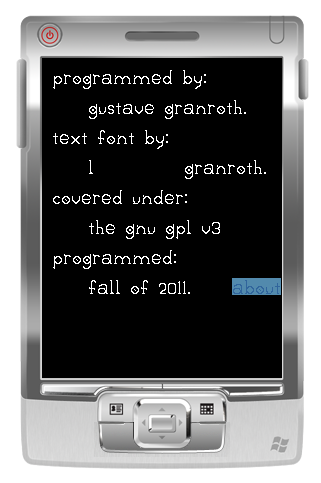 programmed by:
gustave granroth.
text font by:
l granroth.
covered under:
the gnu gpl v3
programmed:
fall of 2011.
about